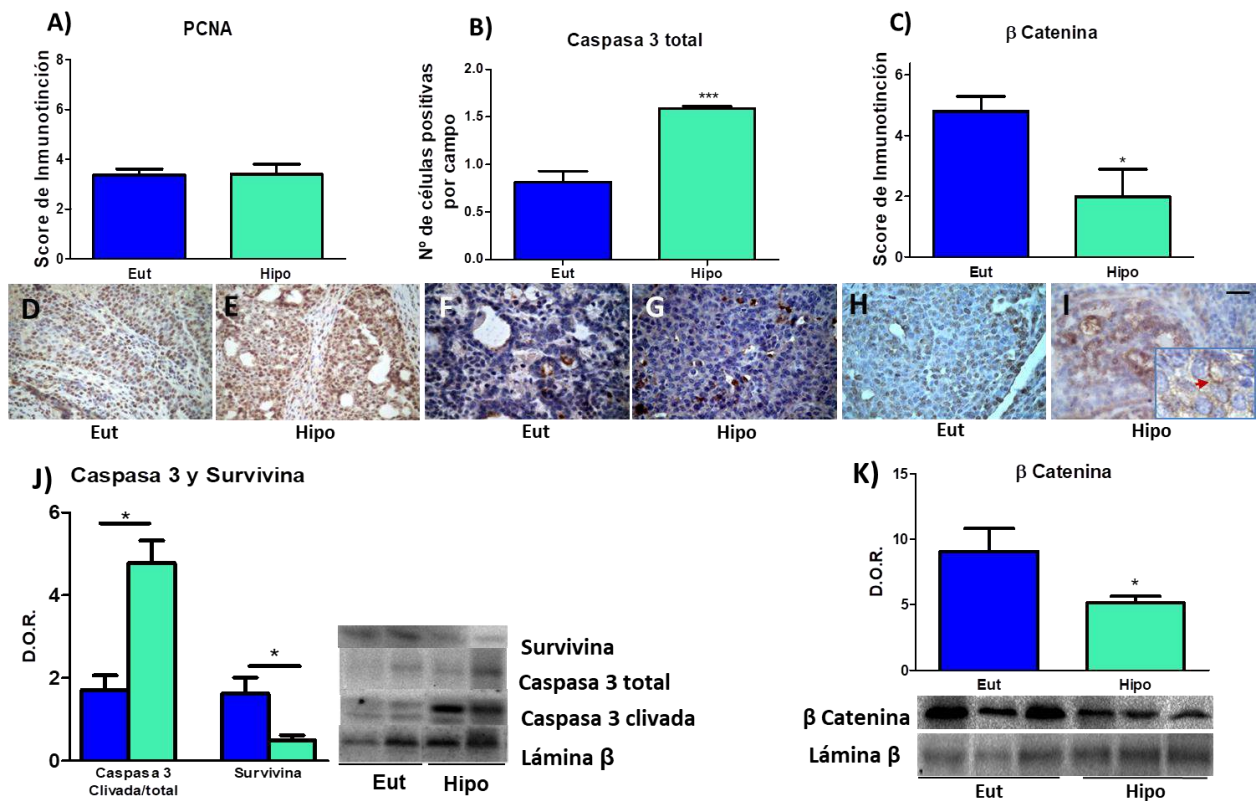 A)
PCNA
Score de Inmunotinción
8
6
4
2
0
Eut
Hipo
B)
Caspasa 3 total
Nº de células positivas
por campo
2.0
1.5
1.0
0.5
0.0
***
Eut
Hipo
C)
β Catenina
Score de Inmunotinción
6
4
2
0
*
Eut
Hipo
D
E
F
G
H
I
Eut
Hipo
Eut
Hipo
Eut
Hipo
J)
Caspasa 3 y Survivina
D.O.R.
6
4
2
0
*
*
Caspasa 3
Clivada/total
Survivina
Survivina
Caspasa 3 total
Caspasa 3 clivada
Lámina β
Eut
Hipo
K)
β Catenina
D.O.R.
15
10
5
0
*
Eut
Hipo
β Catenina
Lámina β
Eut
Hipo